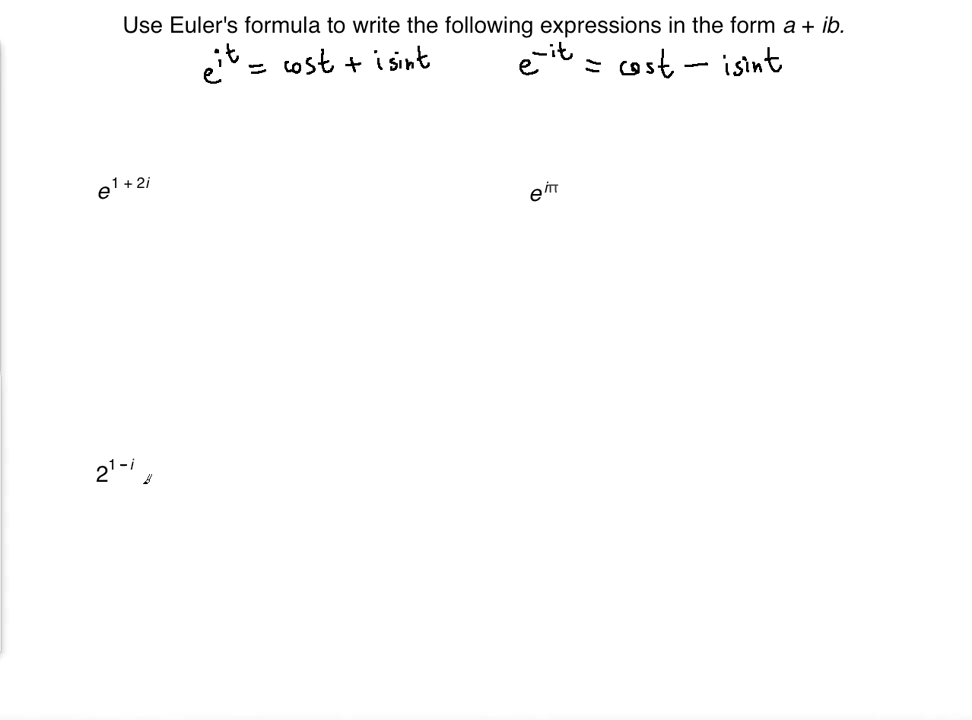 Use Euler's formula to write the following expressions in the form a + ib.
e^{it} = cost + isint e^{-it} = cost - isint
e^{1 + 2i} e^{iπ}
2^{1 - i}